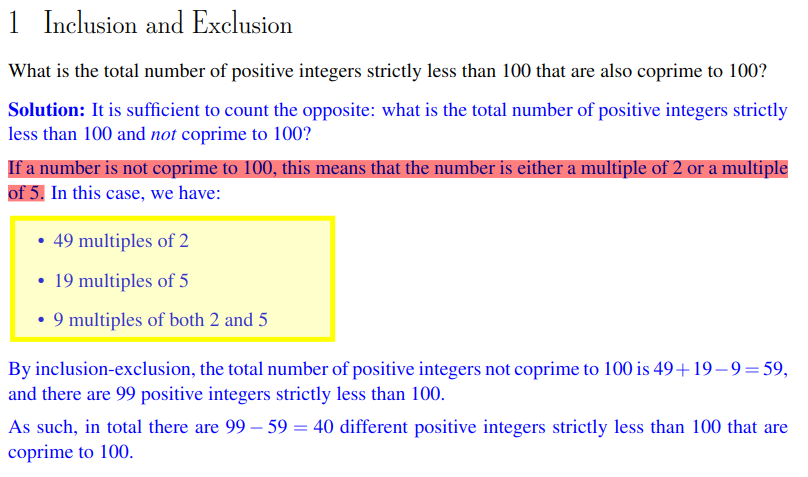 1 Inclusion and Exclusion
What is the total number of positive integers strictly less than 100 that are also coprime to 100?
Solution: It is sufficient to count the opposite: what is the total number of positive integers strictly
less than 100 and not coprime to 100?
If a number is not coprime to 100, this means that the number is either a multiple of 2 or a multiple
of 5. In this case, we have:
• 49 multiples of 2
• 19 multiples of 5
• 9 multiples of both 2 and 5
By inclusion-exclusion, the total number of positive integers not coprime to 100 is 49+19−9=59,
and there are 99 positive integers strictly less than 100.
As such, in total there are 99 − 59 = 40 different positive integers strictly less than 100 that are
coprime to 100.